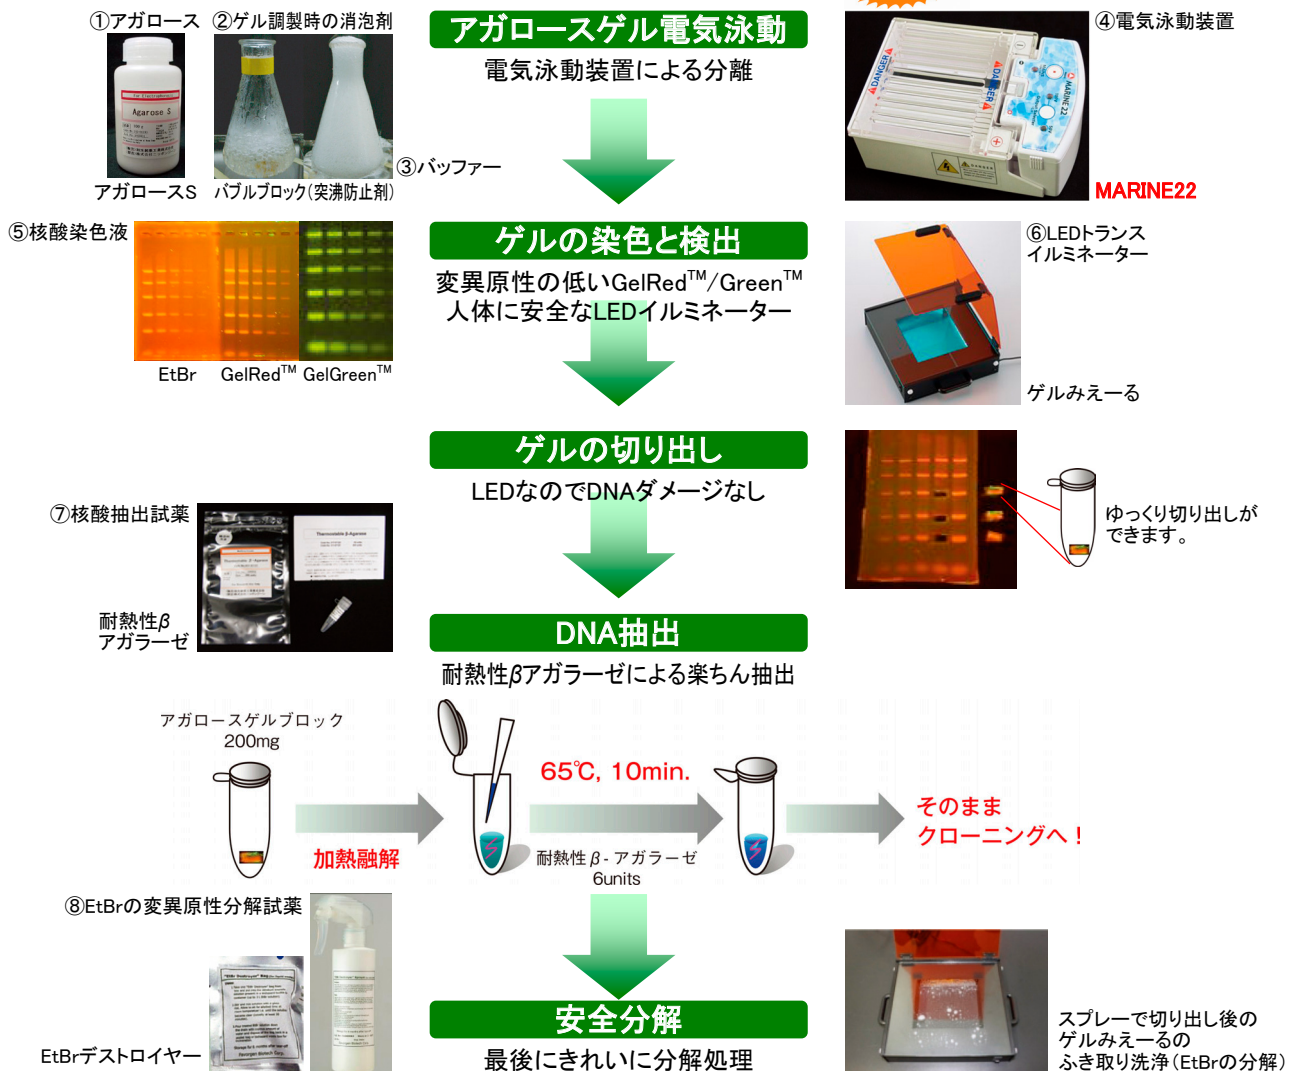 ①アガロース
②ゲル調製時の消泡剤
アガロースゲル電気泳動
電気泳動装置による分離
④電気泳動装置
For Electrophoresis
Agarose S
DANGER
DANGER
MARINE 22
③バッファー
アガロースS
バブルブロック(突沸防止剤)
MARINE22
⑤核酸染色液
ゲルの染色と検出
変異原性の低いGelRed™/Green™
人体に安全なLEDイルミネーター
⑥LEDトランス
イルミネーター
EtBr
GelRed™
GelGreen™
ゲルみえーる
ゲルの切り出し
LEDなのでDNAダメージなし
ゆっくり切り出しが
できます。
⑦核酸抽出試薬
Thermostable β-Agarase
Thermostable β-Agarase
耐熱性β
アガラーゼ
DNA抽出
耐熱性βアガラーゼによる楽ちん抽出
アガロースゲルブロック
200mg
加熱融解
65℃, 10min.
耐熱性β-アガラーゼ
6units
そのまま
クローニングへ！
⑧EtBrの変異原性分解試薬
EtBrデストロイヤー
安全分解
最後にきれいに分解処理
スプレーで切り出し後の
ゲルみえーるの
ふき取り洗浄(EtBrの分解)